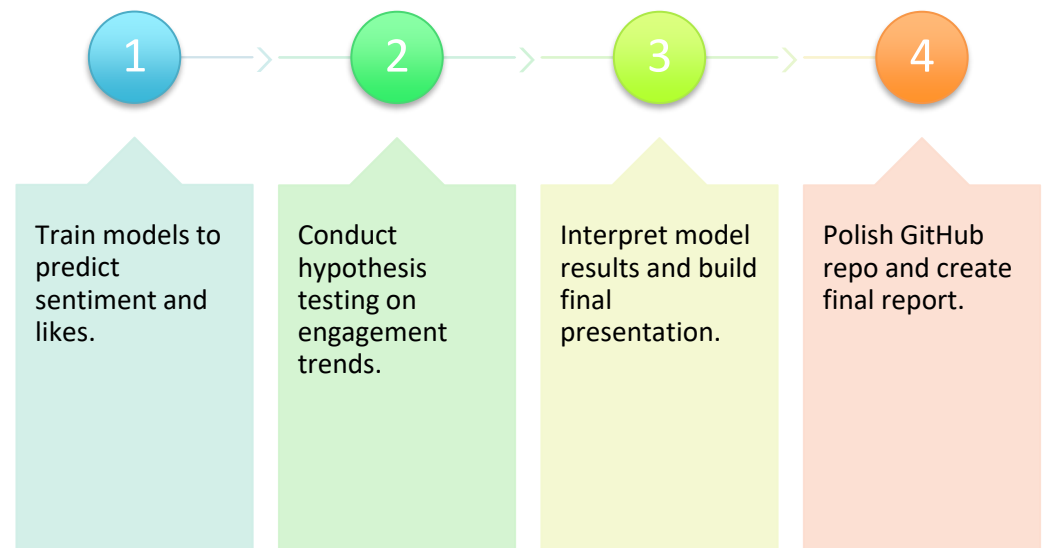 1
2
3
4
Train models to
predict
sentiment and
likes.
Conduct
hypothesis
testing on
engagement
trends.
Interpret model
results and build
final
presentation.
Polish GitHub
repo and create
final report.